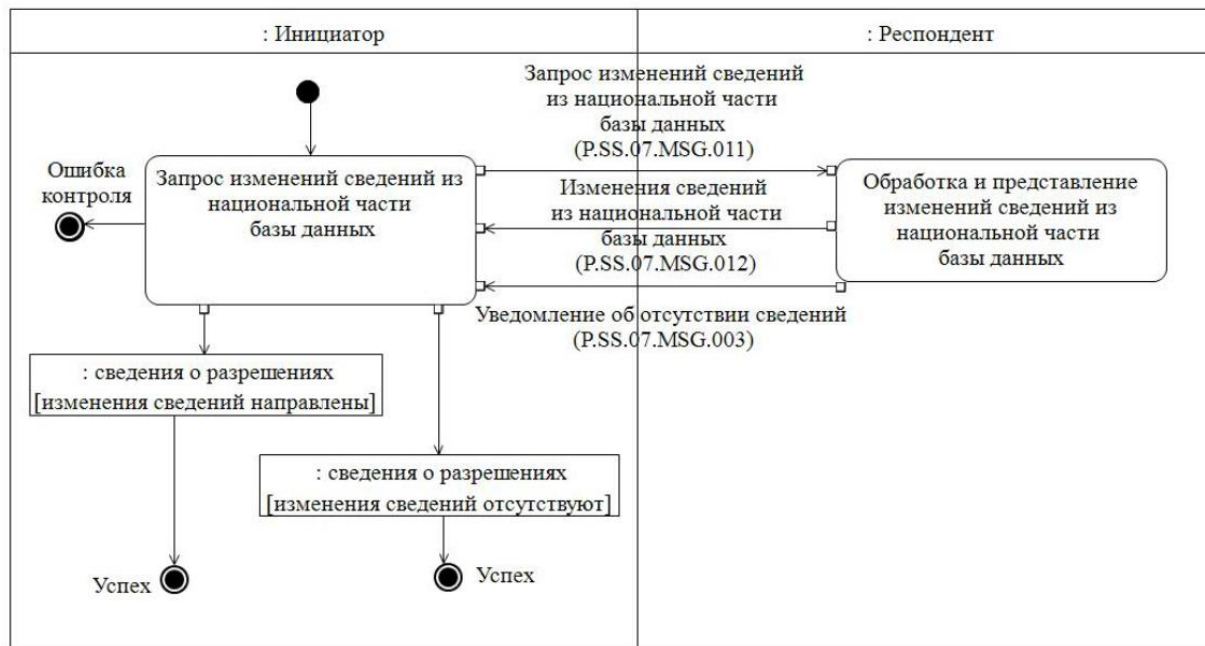 : Инициатор
: Респондент
Запрос изменений сведений
из национальной части
базы данных
(P.SS.07.MSG.011)
Ошибка
контроля
Запрос изменений сведений из
национальной части
базы данных
Изменения сведений
из национальной части
базы данных
(P.SS.07.MSG.012)
Обработка и представление
изменений сведений из
национальной части
базы данных
Уведомление об отсутствии сведений
(P.SS.07.MSG.003)
: сведения о разрешениях
[изменения сведений направлены]
: сведения о разрешениях
[изменения сведений отсутствуют]
Успех
Успех